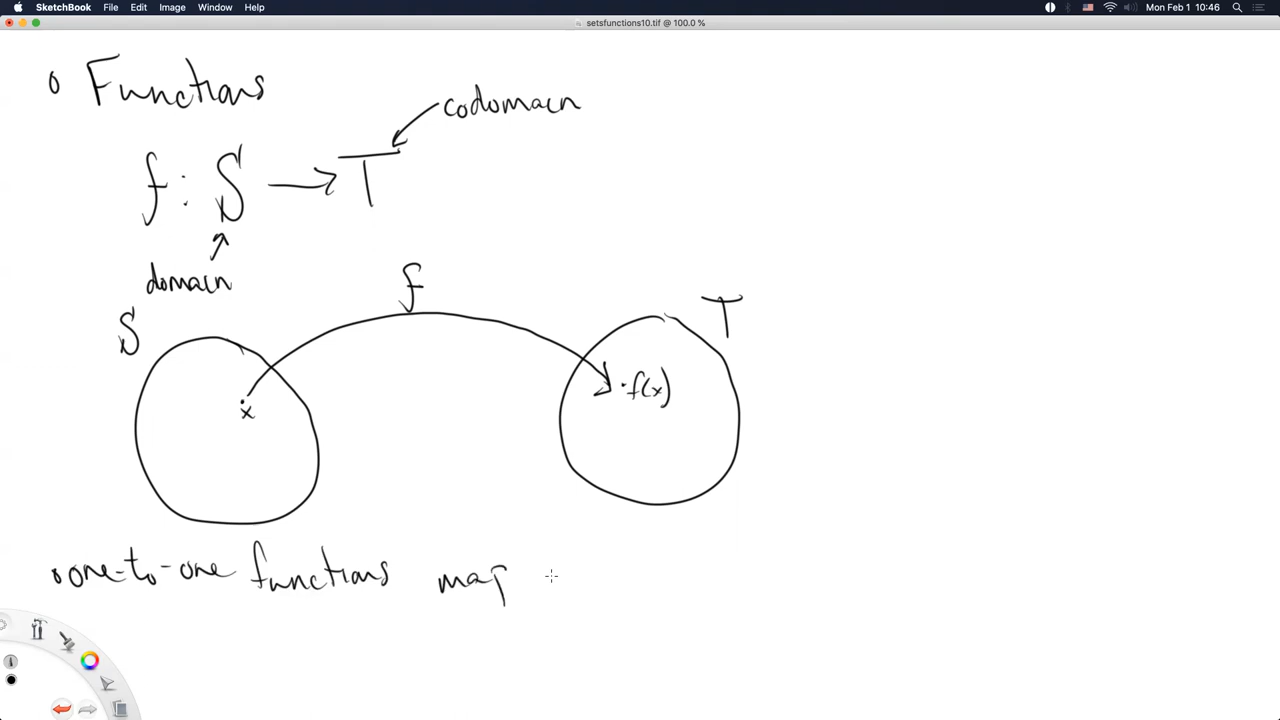 SketchBook File Edit Image Window Help Mon Feb 1 10:46
setsfunctions10.tif @ 100.0 %
o Functions
codomain
f : S → T
domain
f
S
T
x
f(x)
o one-to-one functions map